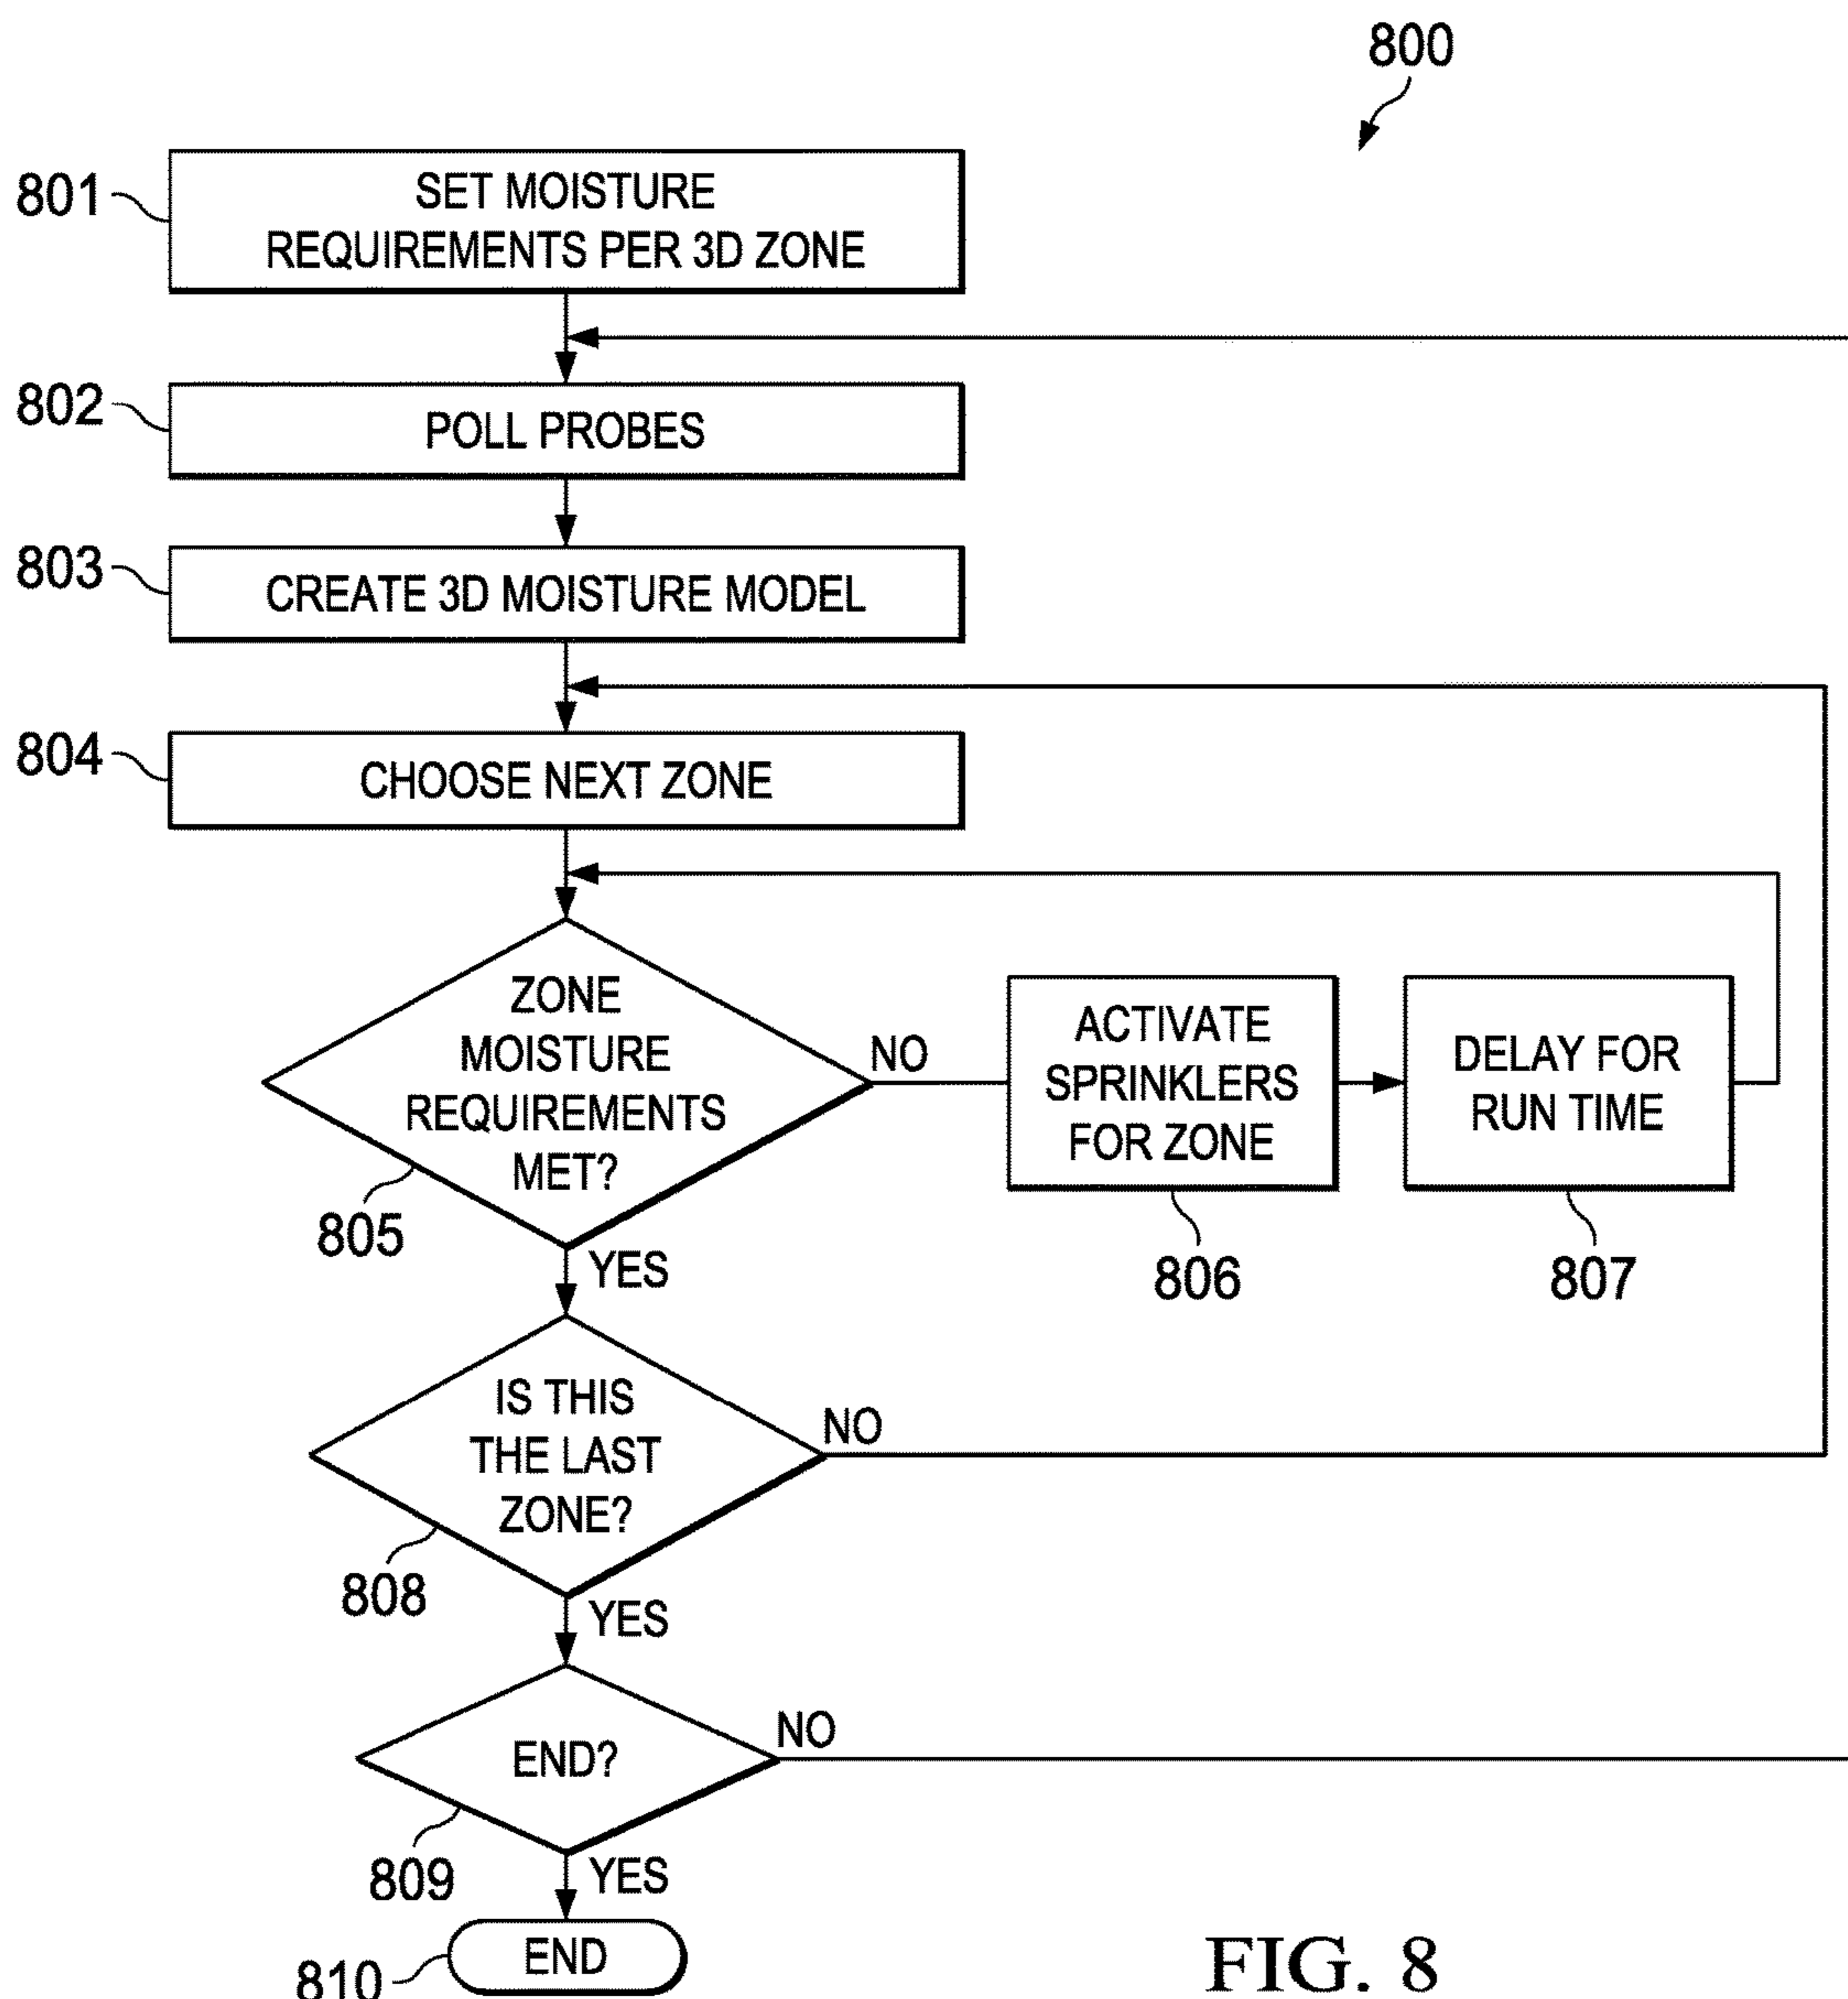 800
801
SET MOISTURE
REQUIREMENTS PER 3D ZONE
802
POLL PROBES
803
CREATE 3D MOISTURE MODEL
804
CHOOSE NEXT ZONE
ZONE
MOISTURE
REQUIREMENTS
MET?
805
NO
ACTIVATE
SPRINKLERS
FOR ZONE
806
DELAY FOR
RUN TIME
807
YES
IS THIS
THE LAST
ZONE?
808
NO
YES
END?
809
NO
YES
END
810
FIG. 8